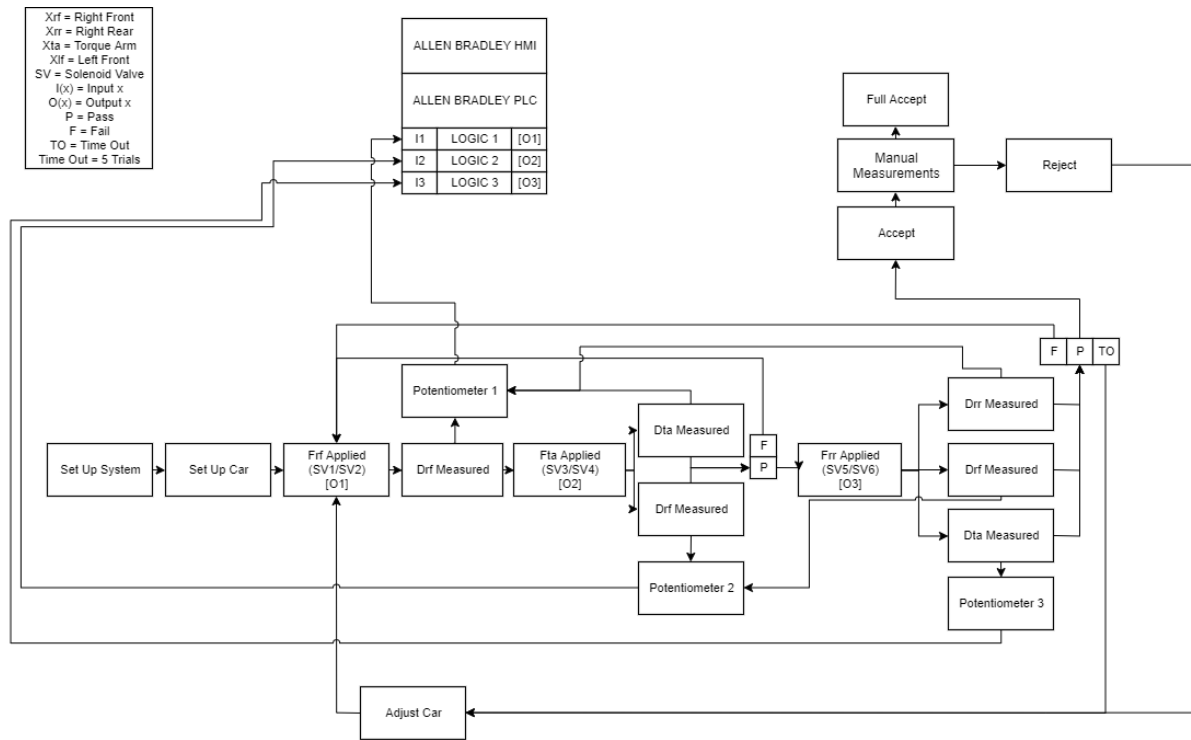 Xrf = Right Front
Xrr = Right Rear
Xta = Torque Arm
Xlf = Left Front
SV = Solenoid Valve
I(x) = Input x
O(x) = Output x
P = Pass
F = Fail
TO = Time Out
Time Out = 5 Trials
ALLEN BRADLEY HMI
ALLEN BRADLEY PLC
I1 LOGIC 1 [O1]
I2 LOGIC 2 [O2]
I3 LOGIC 3 [O3]
Full Accept
Manual
Measurements
Reject
Accept
F P TO
Potentiometer 1
Dta Measured
Drr Measured
F
P
Set Up System
Set Up Car
Frf Applied
(SV1/SV2)
[O1]
Drf Measured
Fta Applied
(SV3/SV4)
[O2]
Drf Measured
Frr Applied
(SV5/SV6)
[O3]
Drf Measured
Dta Measured
Potentiometer 2
Potentiometer 3
Adjust Car